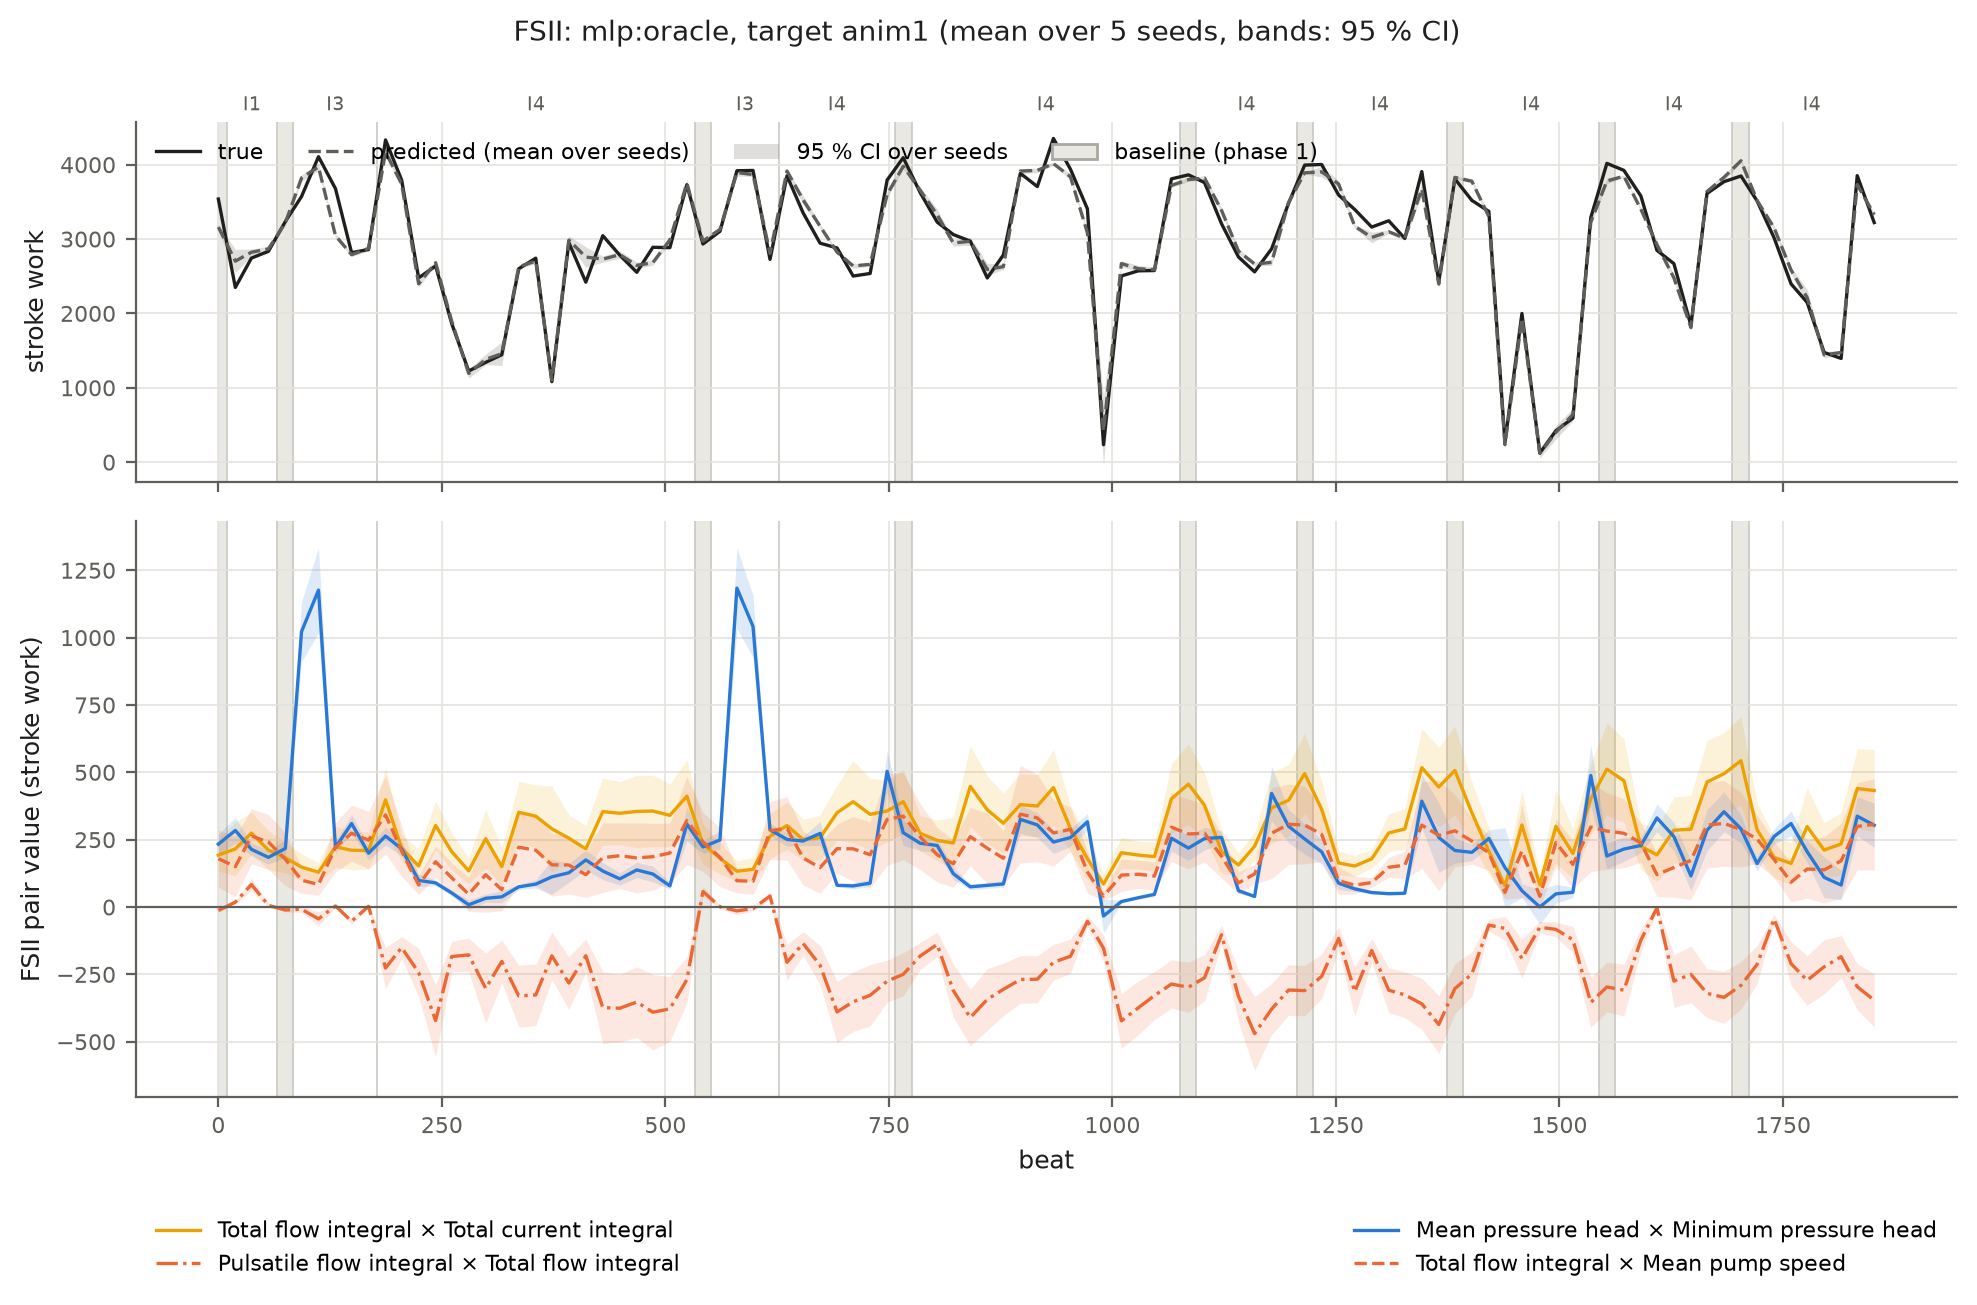 FSII: mlp:oracle, target anim1 (mean over 5 seeds, bands: 95 % CI)
I1 I3 I4 I3 I4 I4 I4 I4 I4 I4 I4
true predicted (mean over seeds) 95 % CI over seeds baseline (phase 1)
4000
3000
2000
1000
0
stroke work
1250
1000
750
500
250
0
−250
−500
FSII pair value (stroke work)
0 250 500 750 1000 1250 1500 1750
beat
Total flow integral × Total current integral
Pulsatile flow integral × Total flow integral
Mean pressure head × Minimum pressure head
Total flow integral × Mean pump speed